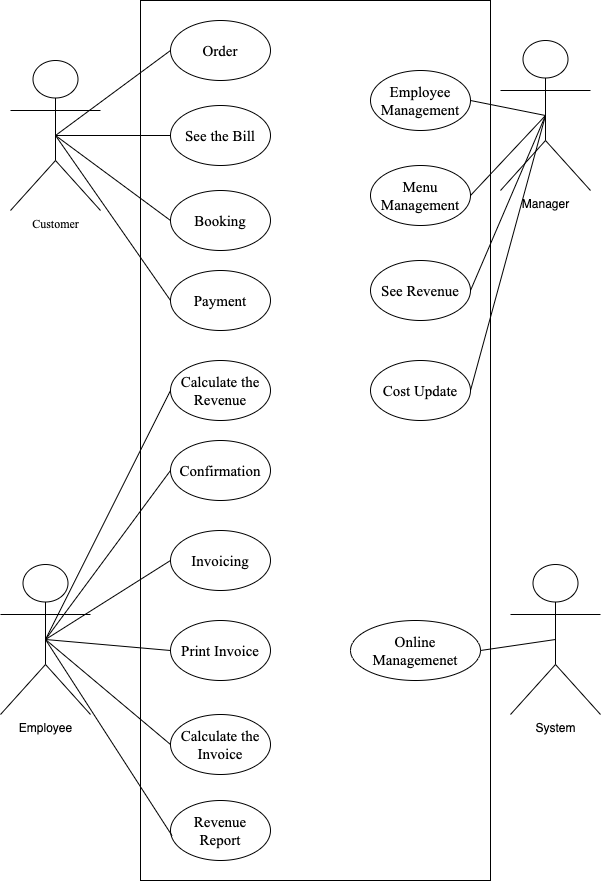 Order
See the Bill
Booking
Payment
Customer
Employee
Management
Menu
Management
See Revenue
Cost Update
Manager
Calculate the
Revenue
Confirmation
Invoicing
Print Invoice
Calculate the
Invoice
Revenue
Report
Employee
Online
Managemenet
System